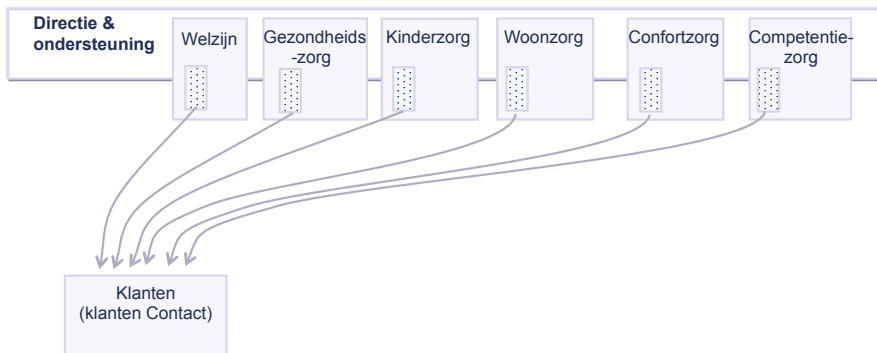 Directie &
ondersteuning
Welzijn
Gezondheids
-zorg
Kinderzorg
Woonzorg
Confortzorg
Competentie-
zorg
Klanten
(klanten Contact)